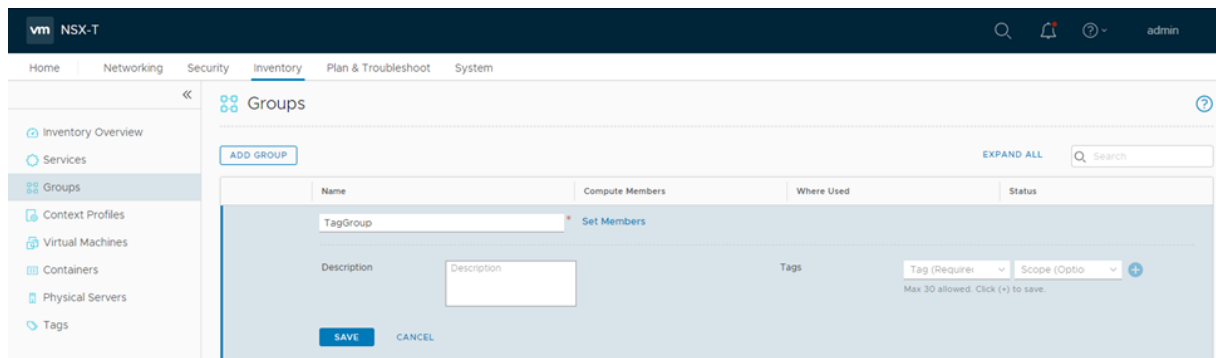 vm NSX-T admin
Home Networking Security Inventory Plan & Troubleshoot System
Groups
Inventory Overview
Services
Groups
Context Profiles
Virtual Machines
Containers
Physical Servers
Tags
ADD GROUP EXPAND ALL Search
Name Compute Members Where Used Status
TagGroup * Set Members
Description Description Tags Tag (Require Scope (Optio
Max 30 allowed. Click (+) to save.
SAVE CANCEL